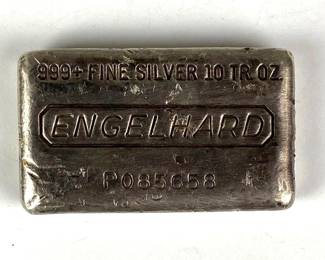 999+ FINE SILVER 10 TR. OZ.
ENGELHARD
P085658